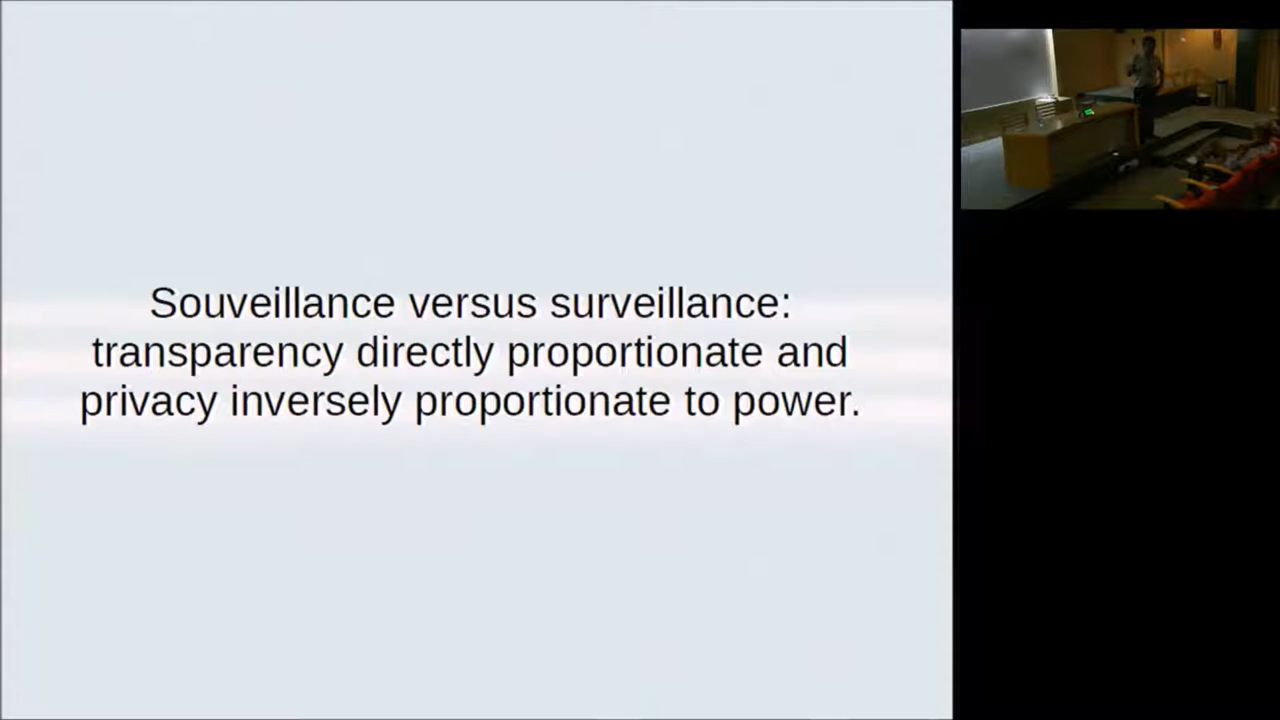 Souveillance versus surveillance:
transparency directly proportionate and
privacy inversely proportionate to power.